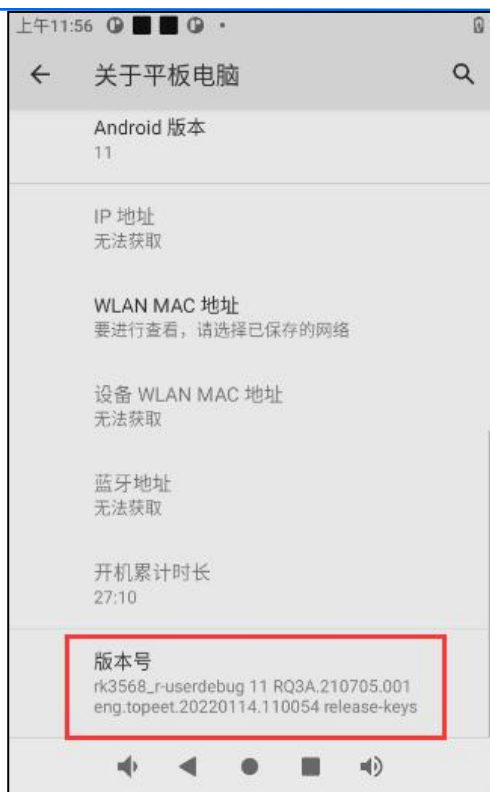 上午11:56
关于平板电脑
Android 版本
11
IP 地址
无法获取
WLAN MAC 地址
要进行查看，请选择已保存的网络
设备 WLAN MAC 地址
无法获取
蓝牙地址
无法获取
开机累计时长
27:10
版本号
rk3568_r-userdebug 11 RQ3A.210705.001
eng.topeet.20220114.110054 release-keys